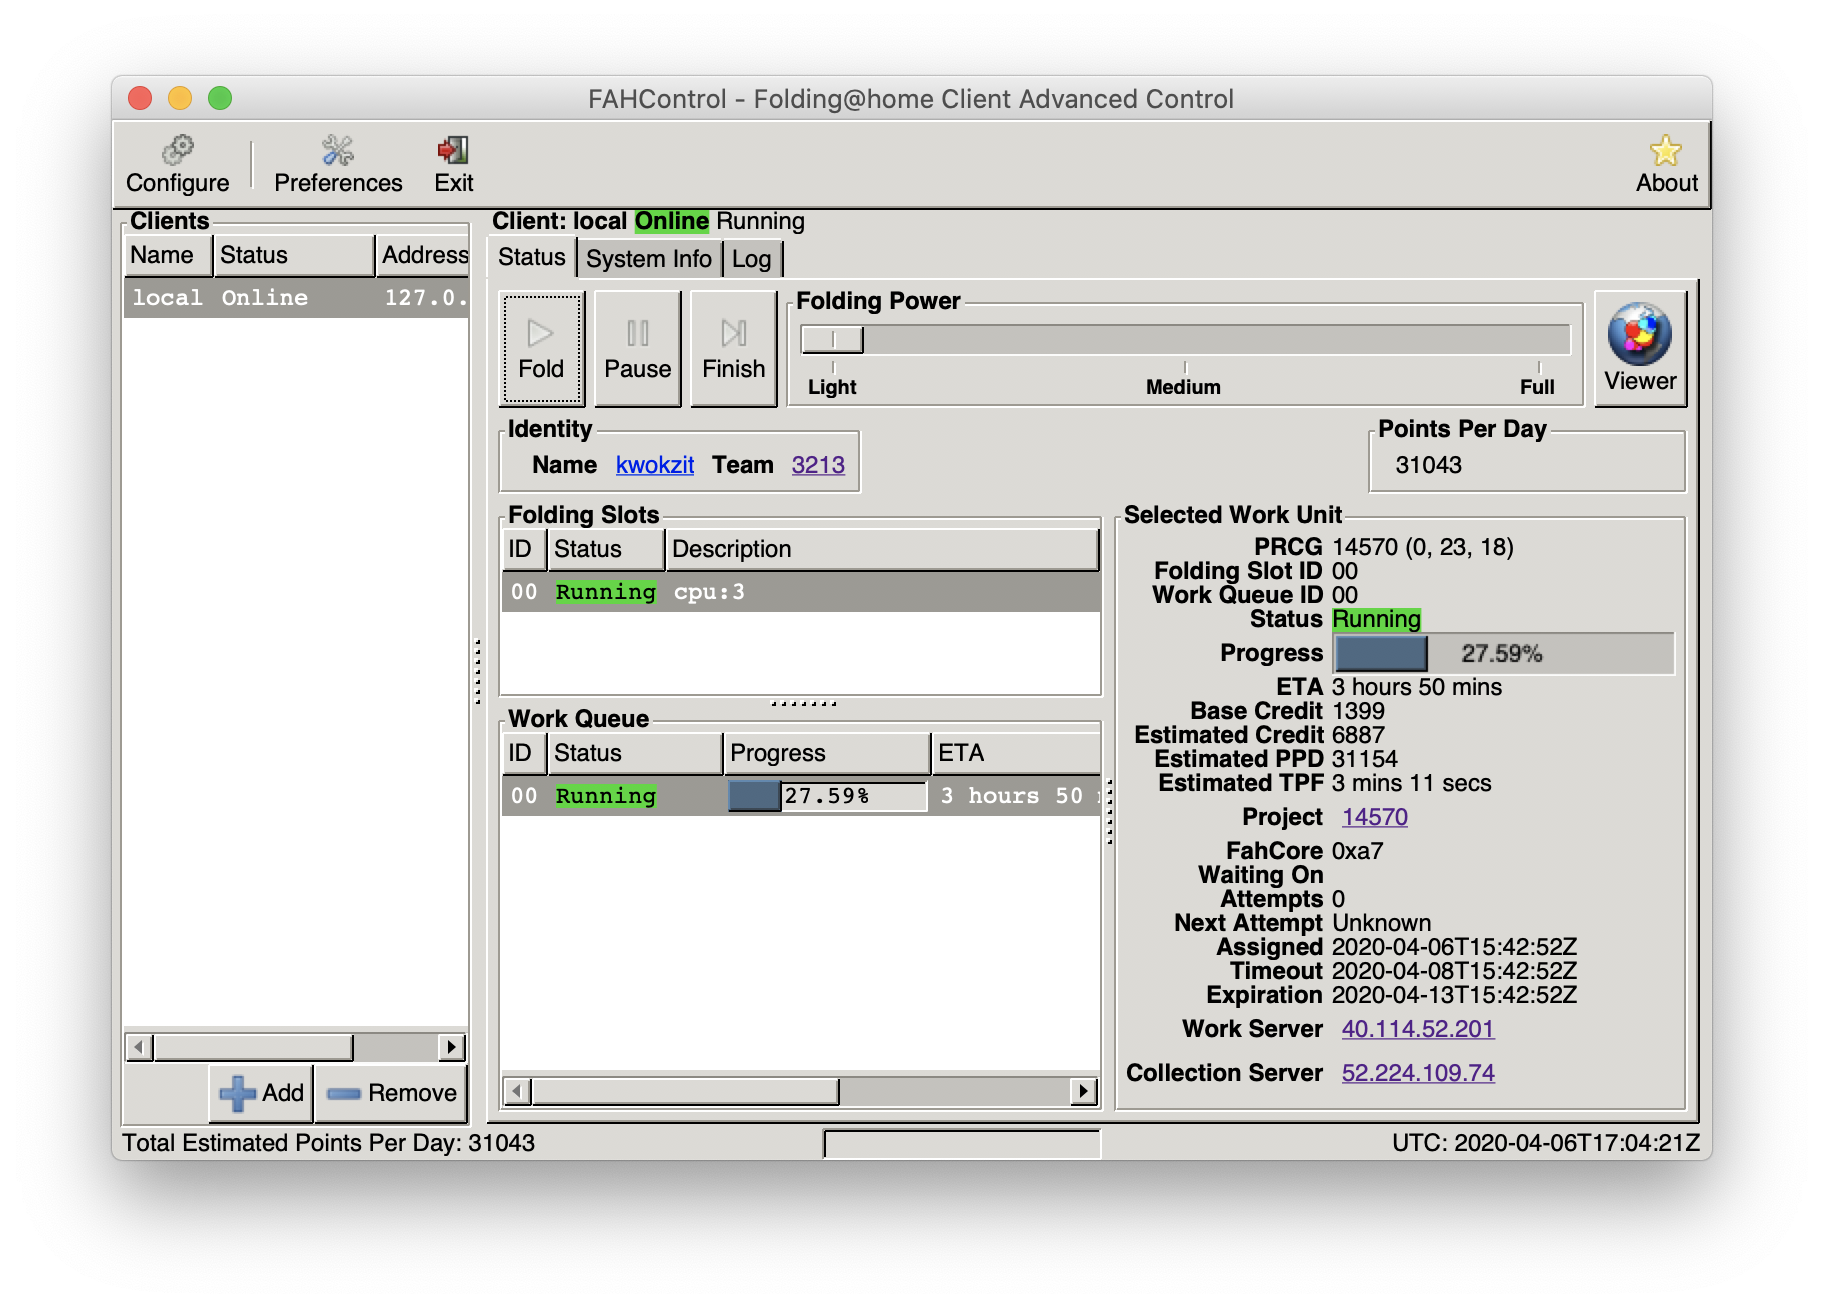 FAHControl - Folding@home Client Advanced Control
Configure Preferences Exit About
Clients
Name Status Address
local Online 127.0.
Add Remove
Client: local Online Running
Status System Info Log
Fold Pause Finish
Folding Power
Light Medium Full
Viewer
Identity
Name kwokzit Team 3213
Points Per Day
31043
Folding Slots
ID Status Description
00 Running cpu:3
Work Queue
ID Status Progress ETA
00 Running 27.59% 3 hours 50
Selected Work Unit
PRCG 14570 (0, 23, 18)
Folding Slot ID 00
Work Queue ID 00
Status Running
Progress 27.59%
ETA 3 hours 50 mins
Base Credit 1399
Estimated Credit 6887
Estimated PPD 31154
Estimated TPF 3 mins 11 secs
Project 14570
FahCore 0xa7
Waiting On
Attempts 0
Next Attempt Unknown
Assigned 2020-04-06T15:42:52Z
Timeout 2020-04-08T15:42:52Z
Expiration 2020-04-13T15:42:52Z
Work Server 40.114.52.201
Collection Server 52.224.109.74
Total Estimated Points Per Day: 31043
UTC: 2020-04-06T17:04:21Z